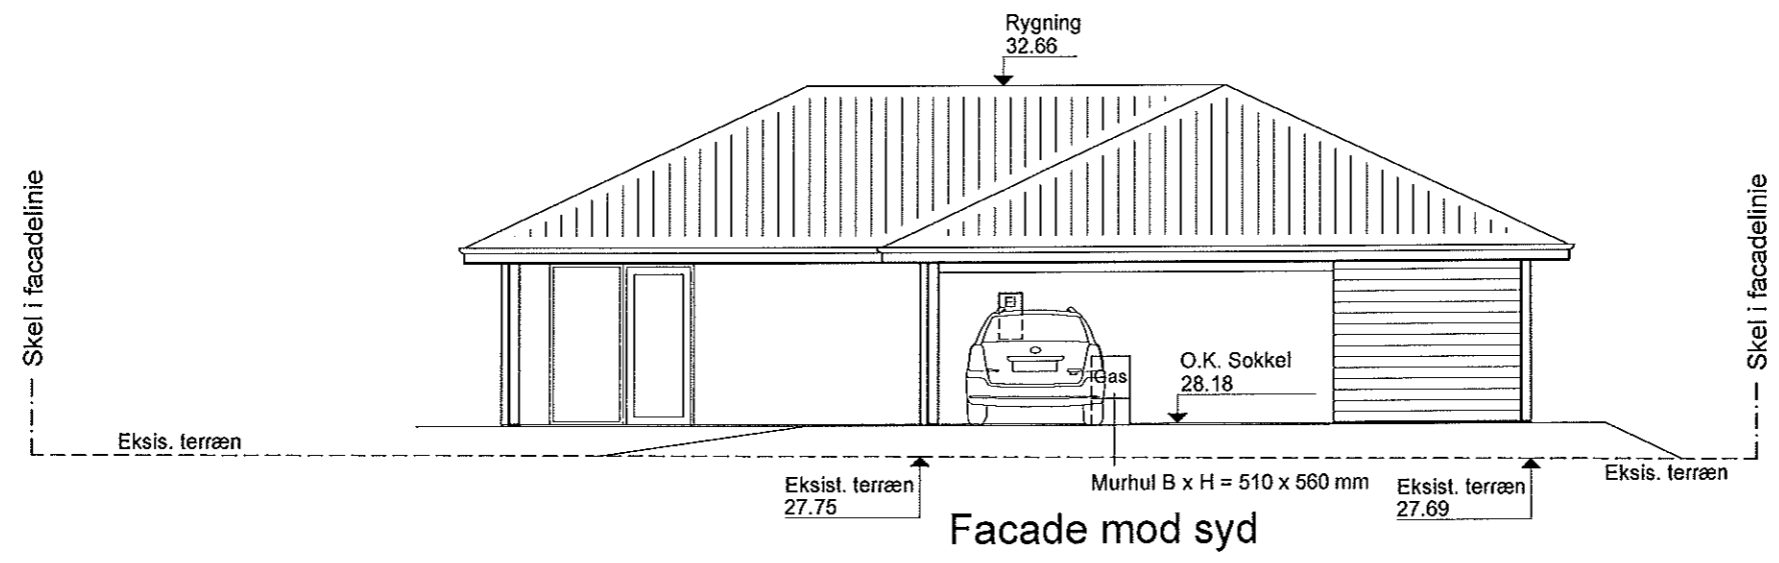 Rygning
32.66
Skel i facadelinie
Skel i facadelinie
El
Gas
O.K. Sokkel
28.18
Eksis. terræn
Eksis. terræn
Eksist. terræn
27.75
Murhul B x H = 510 x 560 mm
Eksist. terræn
27.69
Facade mod syd